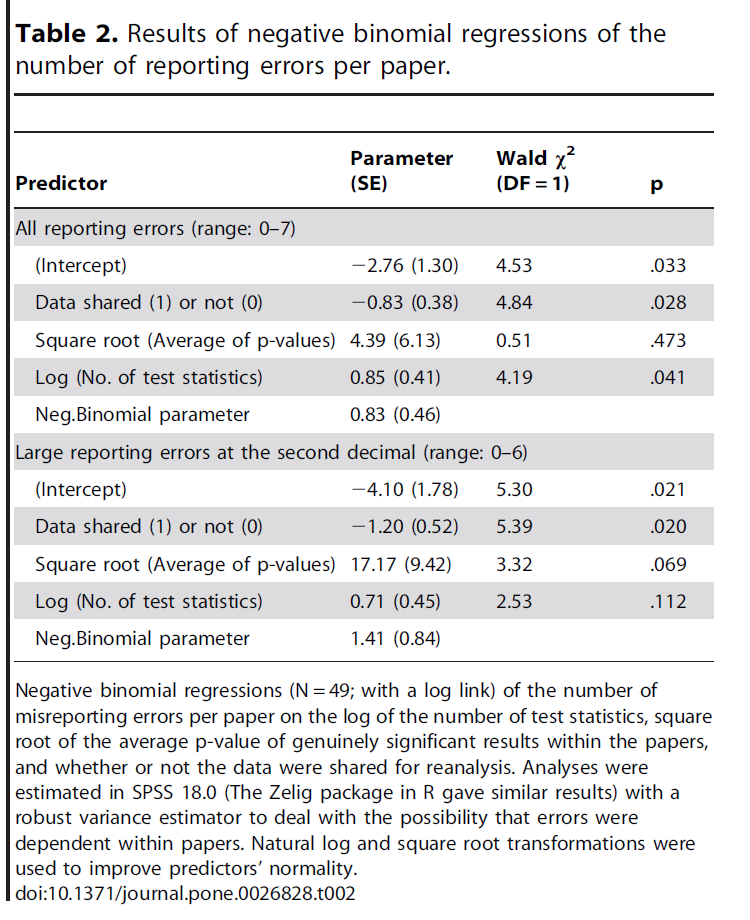 Table 2. Results of negative binomial regressions of the
number of reporting errors per paper.
Predictor Parameter (SE) Wald χ² (DF = 1) p
All reporting errors (range: 0–7)
(Intercept) −2.76 (1.30) 4.53 .033
Data shared (1) or not (0) −0.83 (0.38) 4.84 .028
Square root (Average of p-values) 4.39 (6.13) 0.51 .473
Log (No. of test statistics) 0.85 (0.41) 4.19 .041
Neg.Binomial parameter 0.83 (0.46)
Large reporting errors at the second decimal (range: 0–6)
(Intercept) −4.10 (1.78) 5.30 .021
Data shared (1) or not (0) −1.20 (0.52) 5.39 .020
Square root (Average of p-values) 17.17 (9.42) 3.32 .069
Log (No. of test statistics) 0.71 (0.45) 2.53 .112
Neg.Binomial parameter 1.41 (0.84)
Negative binomial regressions (N = 49; with a log link) of the number of
misreporting errors per paper on the log of the number of test statistics, square
root of the average p-value of genuinely significant results within the papers,
and whether or not the data were shared for reanalysis. Analyses were
estimated in SPSS 18.0 (The Zelig package in R gave similar results) with a
robust variance estimator to deal with the possibility that errors were
dependent within papers. Natural log and square root transformations were
used to improve predictors' normality.
doi:10.1371/journal.pone.0026828.t002